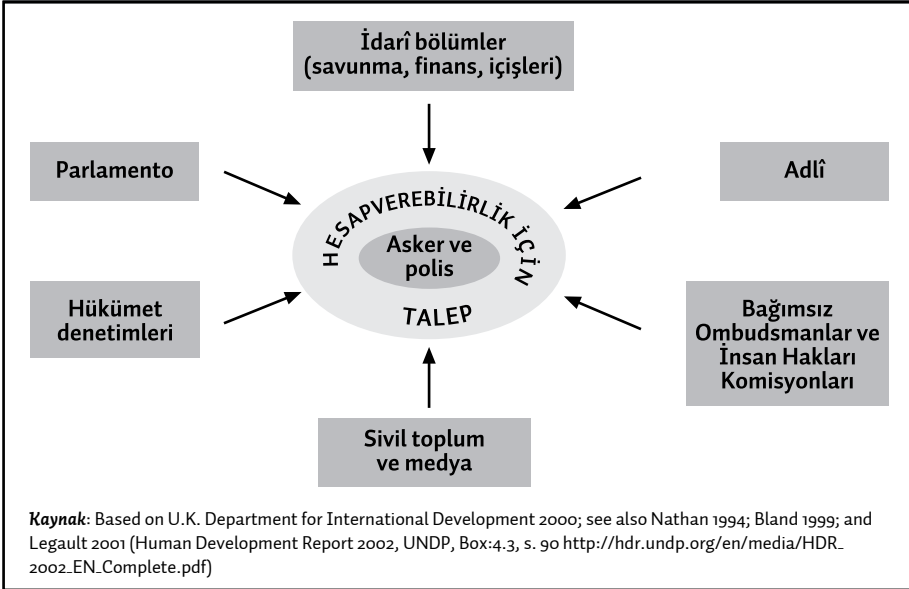 İdarî bölümler
(savunma, finans, içişleri)
Parlamento
Adlî
HESAPVEREBİLİRLİK İÇİN
Asker ve
polis
TALEP
Hükümet
denetimleri
Bağımsız
Ombudsmanlar ve
İnsan Hakları
Komisyonları
Sivil toplum
ve medya
Kaynak: Based on U.K. Department for International Development 2000; see also Nathan 1994; Bland 1999; and
Legault 2001 (Human Development Report 2002, UNDP, Box:4.3, s. 90 http://hdr.undp.org/en/media/HDR_
2002_EN_Complete.pdf)